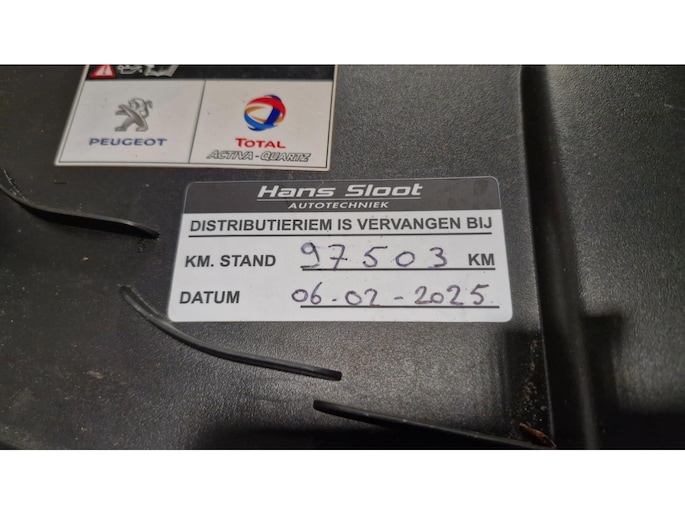 PEUGEOT
TOTAL
ACTIVA-QUARTZ
Hans Sloot
AUTOTECHNIEK
DISTRIBUTIERIEM IS VERVANGEN BIJ
KM. STAND 97503 KM
DATUM 06-02-2025